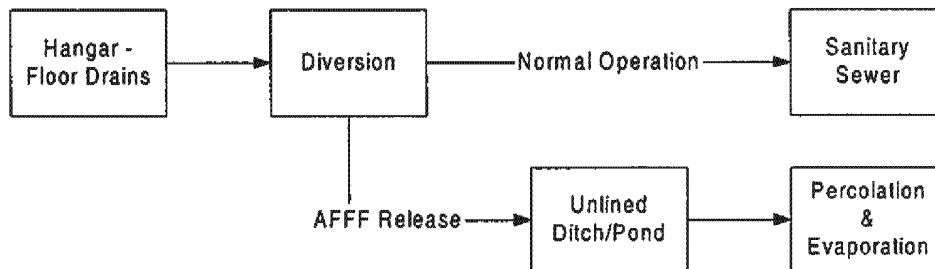 Hangar -
Floor Drains
Diversion
Normal Operation
Sanitary
Sewer
AFFF Release
Unlined
Ditch/Pond
Percolation
&
Evaporation